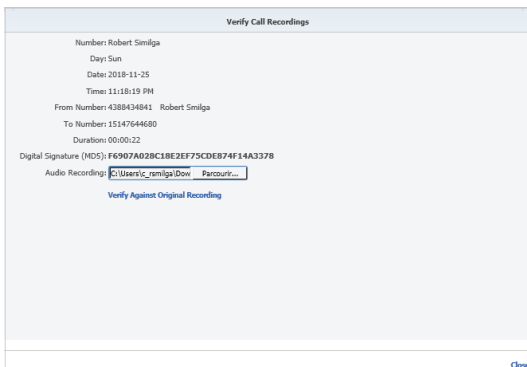 Verify Call Recordings
Number: Robert Similga
Day: Sun
Date: 2018-11-25
Time: 11:18:19 PM
From Number: 4388434841 Robert Smilga
To Number: 15147644680
Duration: 00:00:22
Digital Signature (MD5): F6907A028C18E2EF75CDE874F14A3378
Audio Recording: C:\Users\c_rsmilga\Dow Parcourir...
Verify Against Original Recording
Close